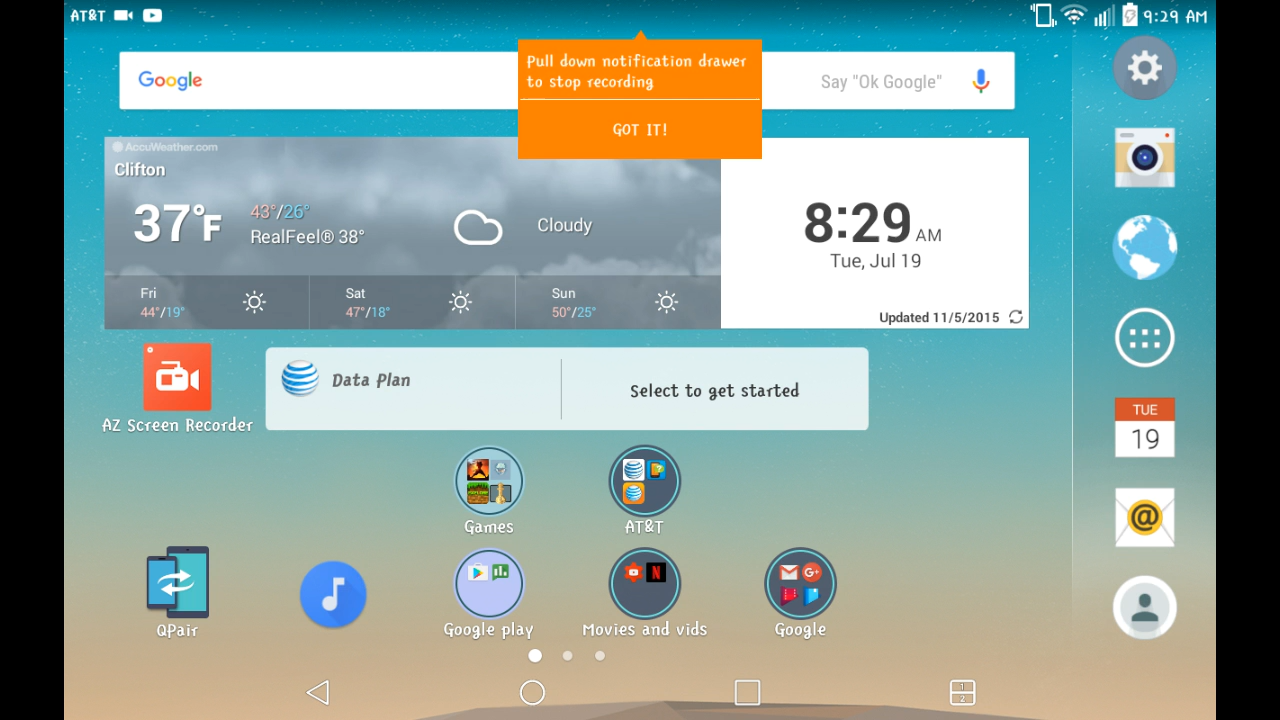 AT&T
9:29 AM
Pull down notification drawer
to stop recording
GOT IT!
Google
Say "Ok Google"
AccuWeather.com
Clifton
37°F
43°/26°
RealFeel® 38°
Cloudy
Fri
44°/19°
Sat
47°/18°
Sun
50°/25°
8:29 AM
Tue, Jul 19
Updated 11/5/2015
AZ Screen Recorder
Data Plan
Select to get started
TUE
19
Games
AT&T
@
QPair
Google play
Movies and vids
Google
1
2